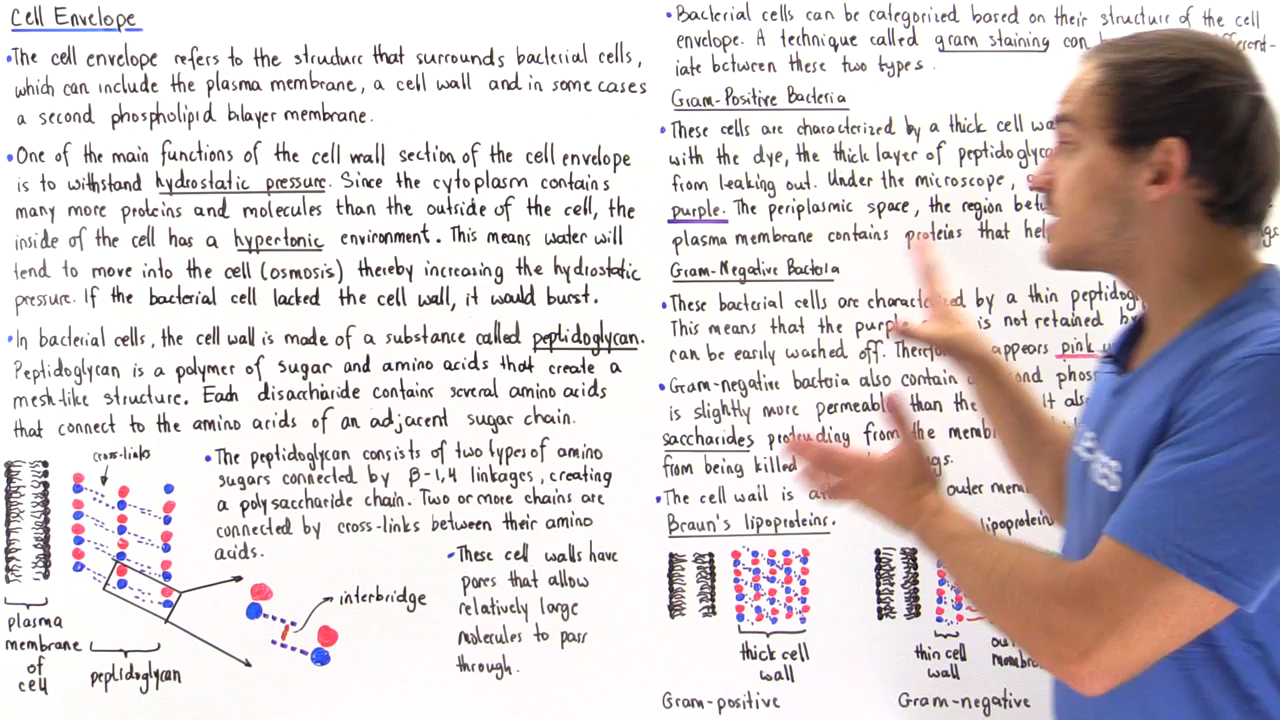 Cell Envelope
•The cell envelope refers to the structure that surrounds bacterial cells,
which can include the plasma membrane, a cell wall and in some cases
a second phospholipid bilayer membrane.
•One of the main functions of the cell wall section of the cell envelope
is to withstand hydrostatic pressure. Since the cytoplasm contains
many more proteins and molecules than the outside of the cell, the
inside of the cell has a hypertonic environment. This means water will
tend to move into the cell (osmosis) thereby increasing the hydrostatic
pressure. If the bacterial cell lacked the cell wall, it would burst.
•In bacterial cells, the cell wall is made of a substance called peptidoglycan.
Peptidoglycan is a polymer of sugar and amino acids that create a
mesh-like structure. Each disaccharide contains several amino acids
that connect to the amino acids of an adjacent sugar chain.
cross-links
•The peptidoglycan consists of two types of amino
sugars connected by β-1,4 linkages, creating
a polysaccharide chain. Two or more chains are
connected by cross-links between their amino
acids.
•These cell walls have
pores that allow
relatively large
molecules to pass
through.
interbridge
plasma
membrane
of
cell
peptidoglycan
•Bacterial cells can be categorized based on their structure of the cell
envelope. A technique called gram staining can
iate between these two types.
Gram-Positive Bacteria
•These cells are characterized by a thick cell
with the dye, the thick layer of
from leaking out. Under the microscope,
purple. The periplasmic space, the region
plasma membrane contains proteins that
Gram-Negative Bacteria
•These bacterial cells are characterized by a thin
This means that the is not retained
can be easily washed off. appears pink
•Gram-negative bacteria also contain
is slightly more permeable than the It
saccharides protruding from the
from being killed
•The cell wall is
Braun's lipoproteins.
outer
lipoprotein
thick cell
wall
Gram-positive
thin cell
wall
Gram-negative